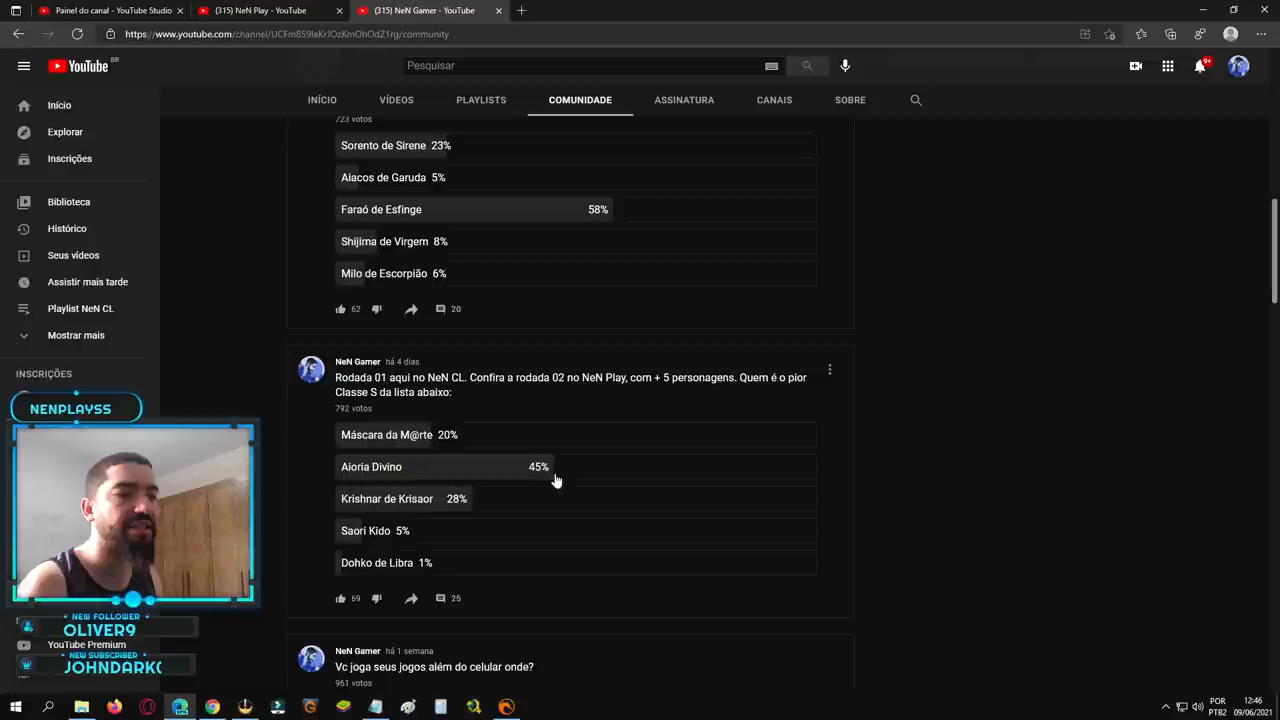 Painel do canal - YouTube Studio
(315) NeN Play - YouTube
(315) NeN Gamer - YouTube
https://www.youtube.com/channel/UCFm859IeKrJOzKmOhOdZ1rg/community
YouTube BR
Pesquisar
9+
INÍCIO
VÍDEOS
PLAYLISTS
COMUNIDADE
ASSINATURA
CANAIS
SOBRE
Início
Explorar
Inscrições
Biblioteca
Histórico
Seus vídeos
Assistir mais tarde
Playlist NeN CL
Mostrar mais
INSCRIÇÕES
NENPLAYSS
NEW FOLLOWER
OL1VER9
YouTube Premium
NEW SUBSCRIBER
JOHNDARKO
723 votos
Sorento de Sirene 23%
Aiacos de Garuda 5%
Faraó de Esfinge 58%
Shijima de Virgem 8%
Milo de Escorpião 6%
62
20
NeN Gamer há 4 dias
Rodada 01 aqui no NeN CL. Confira a rodada 02 no NeN Play, com + 5 personagens. Quem é o pior
Classe S da lista abaixo:
792 votos
Máscara da M@rte 20%
Aioria Divino 45%
Krishnar de Krisaor 28%
Saori Kido 5%
Dohko de Libra 1%
69
25
NeN Gamer há 1 semana
Vc joga seus jogos além do celular onde?
961 votos
POR
PTB2
12:46
09/06/2021